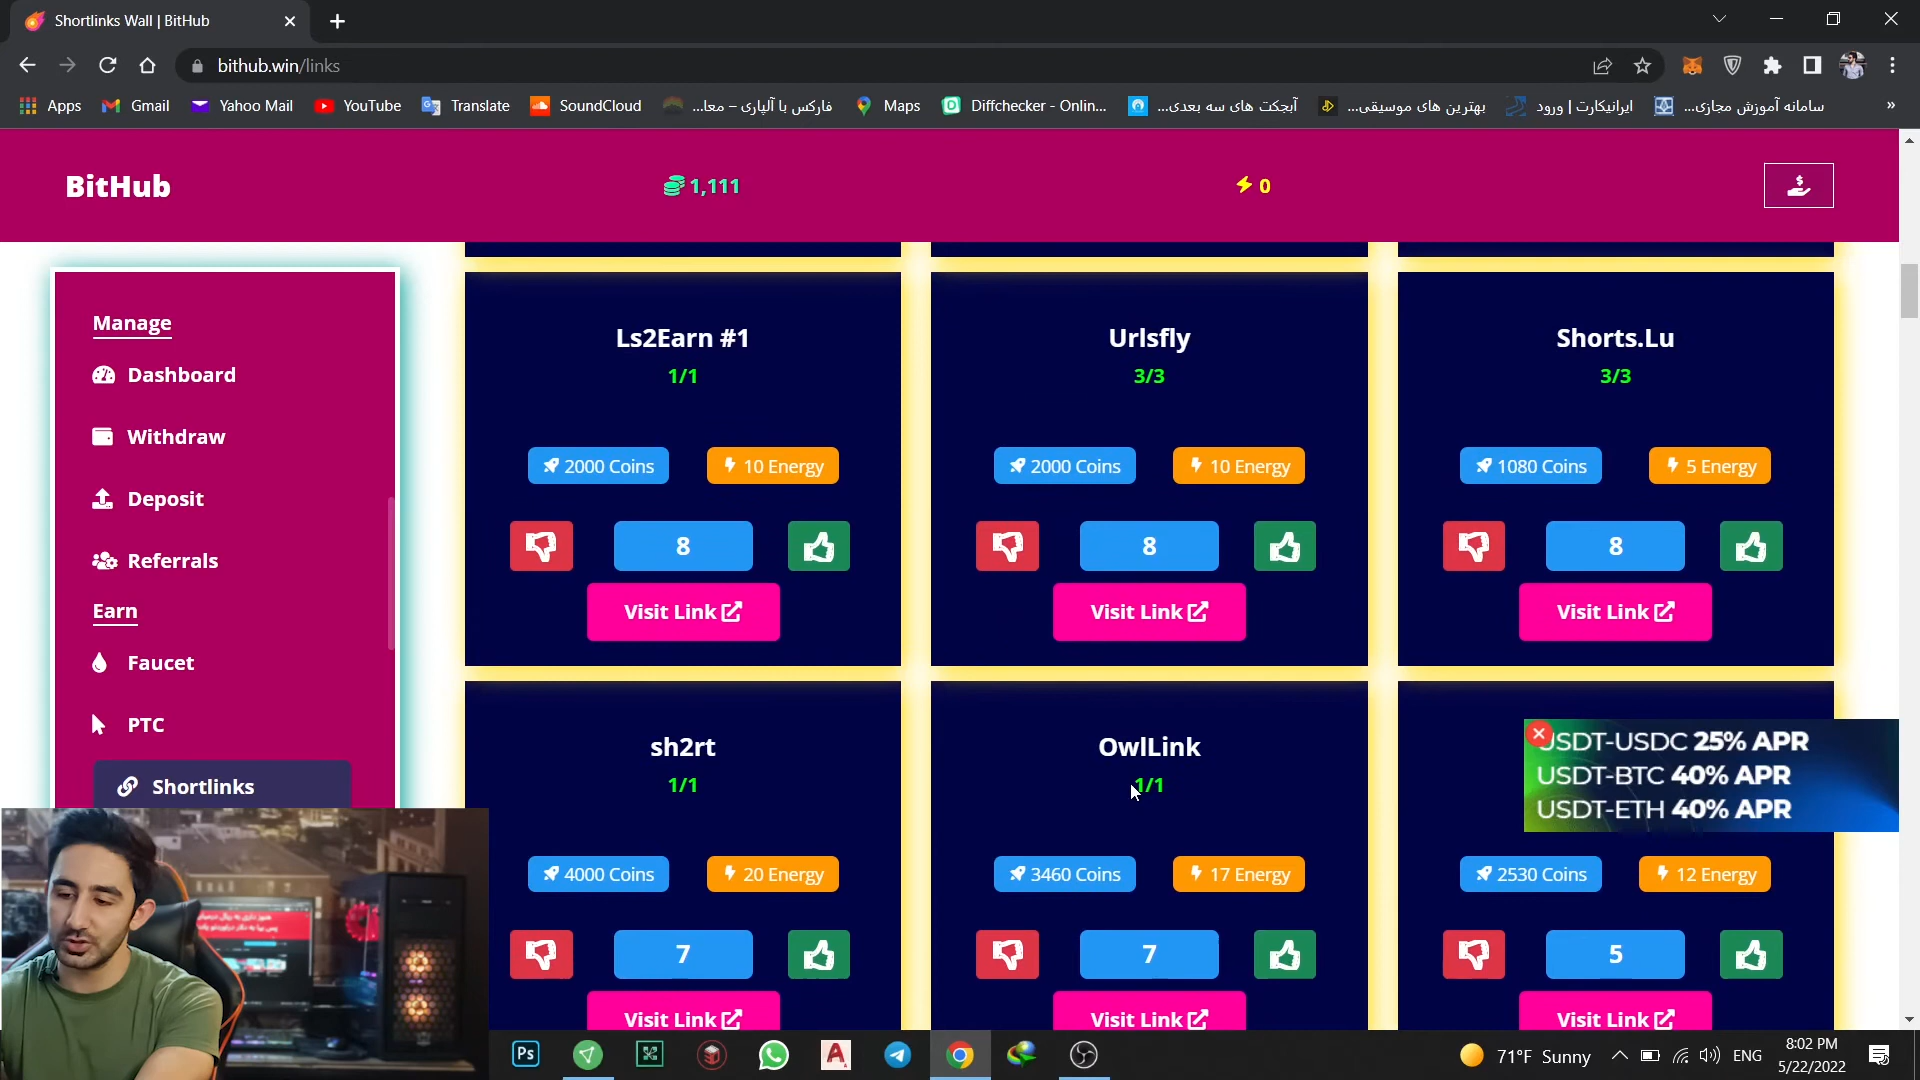 Shortlinks Wall | BitHub
bithub.win/links
Apps
Gmail
Yahoo Mail
YouTube
Translate
SoundCloud
فارکس با آلپاری – معا...
Maps
Diffchecker - Onlin...
آبجکت های سه بعدی...
بهترین های موسیقی...
ایرانیکارت | ورود
سامانه آموزش مجازی...
»
BitHub
1,111
0
Manage
Dashboard
Withdraw
Deposit
Referrals
Earn
Faucet
PTC
Shortlinks
Ls2Earn #1
1/1
2000 Coins
10 Energy
8
Visit Link
Urlsfly
3/3
2000 Coins
10 Energy
8
Visit Link
Shorts.Lu
3/3
1080 Coins
5 Energy
8
Visit Link
sh2rt
1/1
4000 Coins
20 Energy
7
Visit Link
OwlLink
1/1
3460 Coins
17 Energy
7
Visit Link
2530 Coins
12 Energy
5
Visit Link
USDT-USDC 25% APR
USDT-BTC 40% APR
USDT-ETH 40% APR
Ps
71°F Sunny
ENG
8:02 PM
5/22/2022